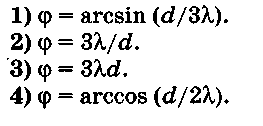 1) φ = arcsin (d/3λ).
2) φ = 3λ/d.
3) φ = 3λd.
4) φ = arccos (d/2λ).